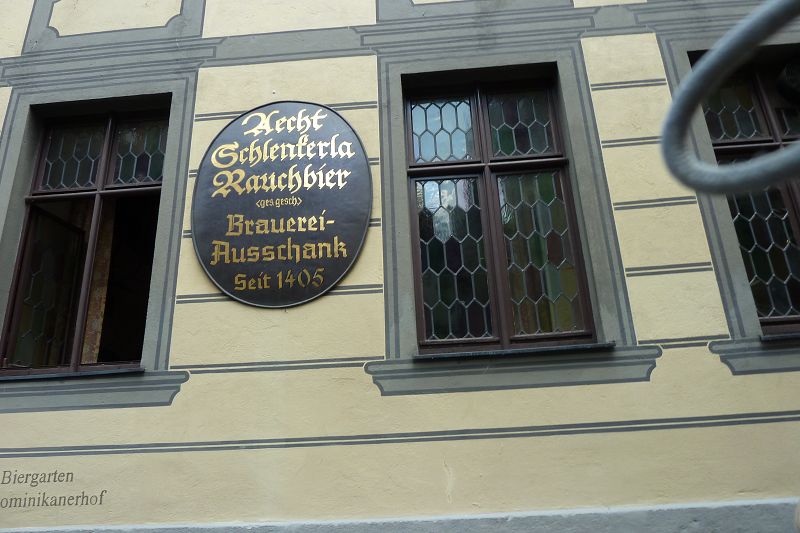 Aecht
Schlenkerla
Rauchbier
<ges.gesch>
Brauerei-
Ausschank
Seit 1405
Biergarten
ominikanerhof